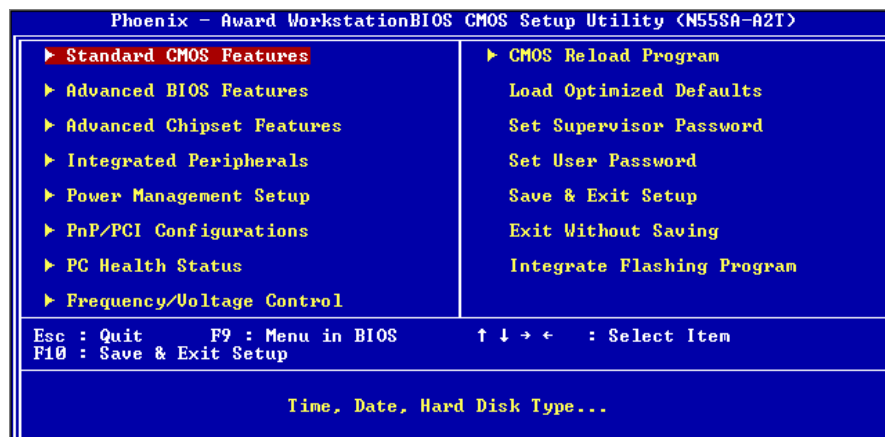 Phoenix - Award WorkstationBIOS CMOS Setup Utility (N55SA-A2T)
▶ Standard CMOS Features
▶ Advanced BIOS Features
▶ Advanced Chipset Features
▶ Integrated Peripherals
▶ Power Management Setup
▶ PnP/PCI Configurations
▶ PC Health Status
▶ Frequency/Voltage Control
▶ CMOS Reload Program
Load Optimized Defaults
Set Supervisor Password
Set User Password
Save & Exit Setup
Exit Without Saving
Integrate Flashing Program
Esc : Quit F9 : Menu in BIOS ↑ ↓ → ← : Select Item
F10 : Save & Exit Setup
Time, Date, Hard Disk Type...